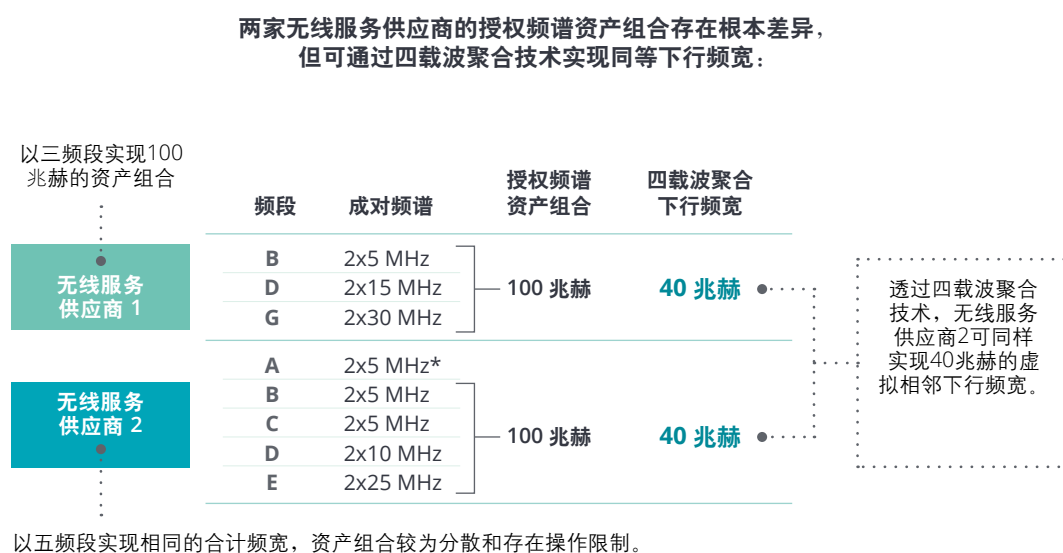 两家无线服务供应商的授权频谱资产组合存在根本差异，
但可通过四载波聚合技术实现同等下行频宽：
以三频段实现100
兆赫的资产组合
频段
成对频谱
授权频谱
资产组合
四载波聚合
下行频宽
无线服务
供应商 1
B 2x5 MHz
D 2x15 MHz
G 2x30 MHz
100 兆赫
40 兆赫
无线服务
供应商 2
A 2x5 MHz*
B 2x5 MHz
C 2x5 MHz
D 2x10 MHz
E 2x25 MHz
100 兆赫
40 兆赫
透过四载波聚合
技术，无线服务
供应商2可同样
实现40兆赫的虚
拟相邻下行频宽。
以五频段实现相同的合计频宽，资产组合较为分散和存在操作限制。